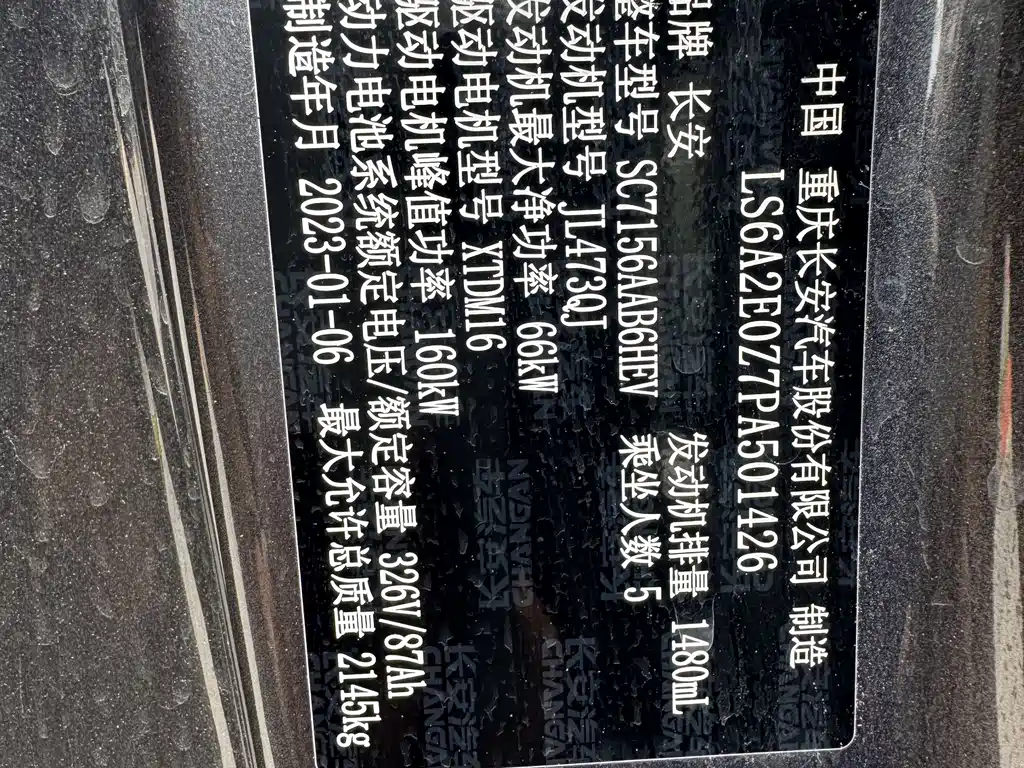 中国 重庆长安汽车股份有限公司 制造
LS6A2E0Z7PA501426
品牌 长安 发动机排量 1480mL
整车型号 SC7156AAB6HEV 乘坐人数 5
发动机型号 JL473QJ
发动机最大净功率 66kW
驱动电机型号 XTDM16
驱动电机峰值功率 160kW
动力电池系统额定电压/额定容量 326V/87Ah
制造年月 2023-01-06 最大允许总质量 2145kg
长安汽车
CHANGAN